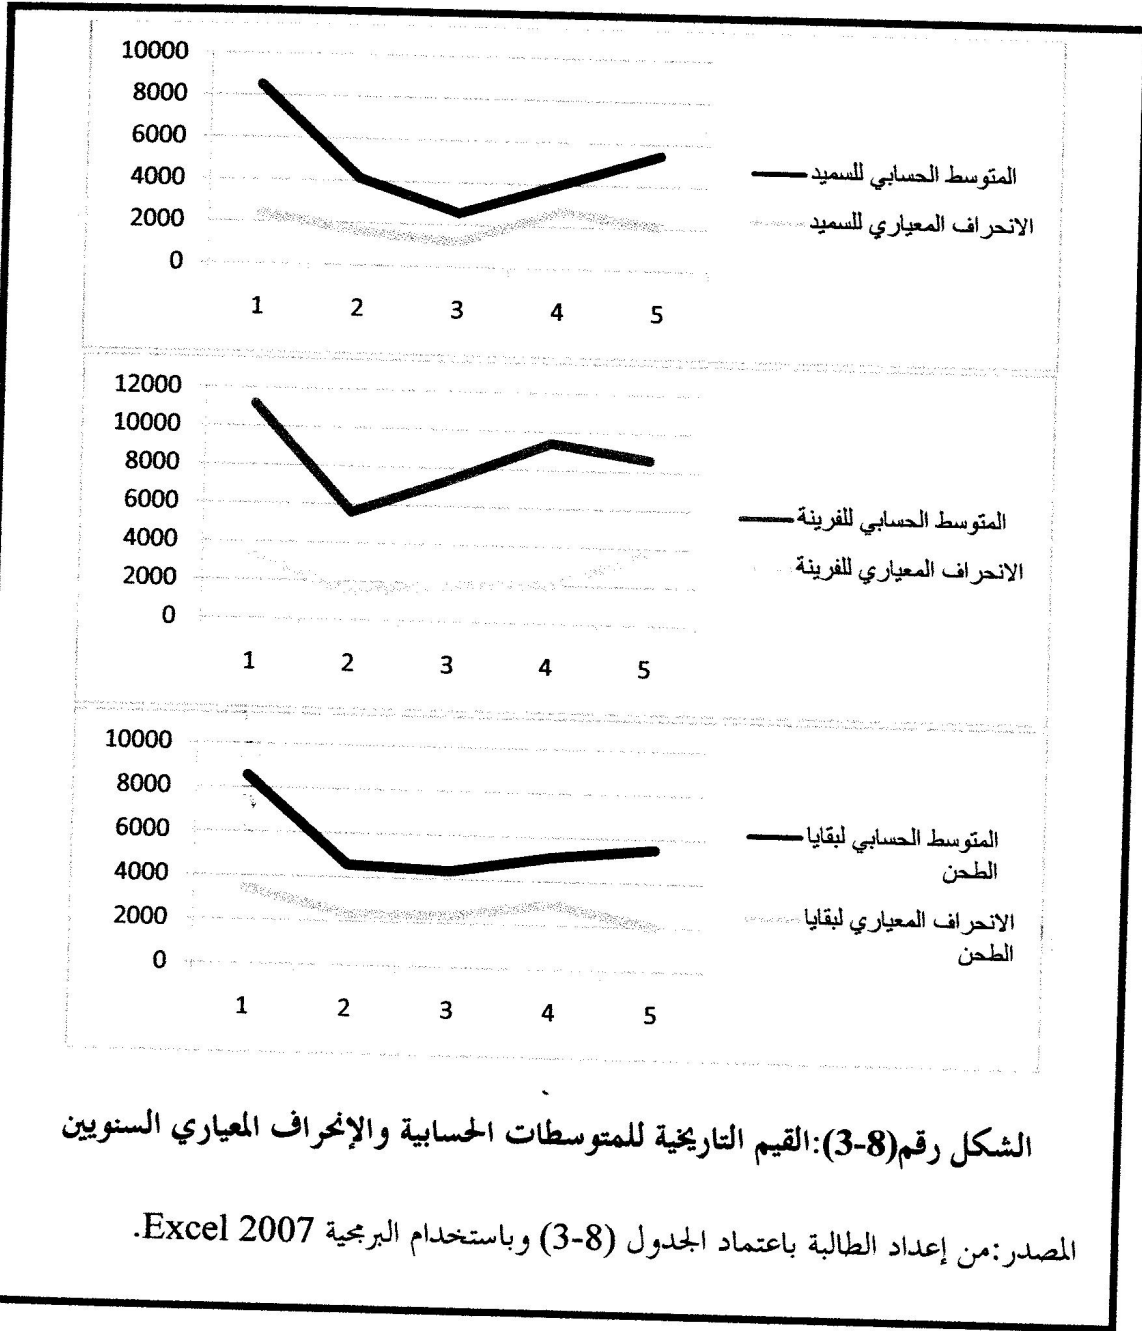 10000
8000
6000
4000
2000
0
1 2 3 4 5
المتوسط الحسابي للسميد
الانحراف المعياري للسميد
12000
10000
8000
6000
4000
2000
0
1 2 3 4 5
المتوسط الحسابي للفرينة
الانحراف المعياري للفرينة
10000
8000
6000
4000
2000
0
1 2 3 4 5
المتوسط الحسابي لبقايا
الطحن
الانحراف المعياري لبقايا
الطحن
الشكل رقم(8-3):القيم التاريخية للمتوسطات الحسابية والإنحراف المعياري السنويين
المصدر:من إعداد الطالبة باعتماد الجدول (8-3) وباستخدام البرمجية Excel 2007.